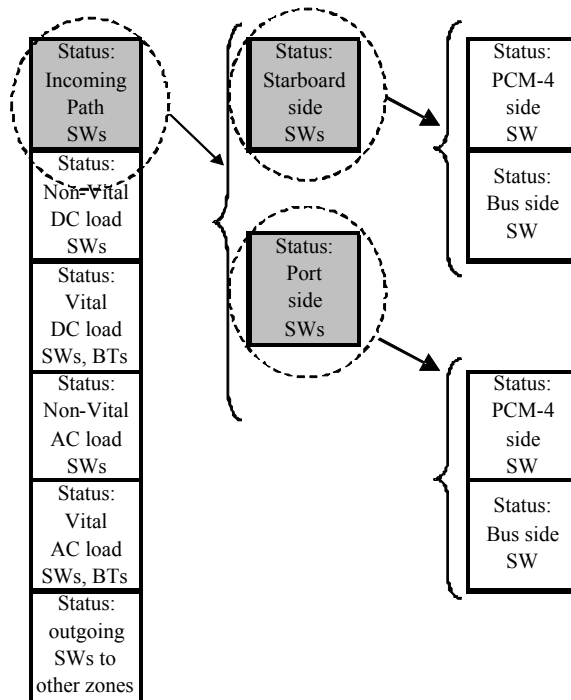 Status:
Incoming
Path
SWs
Status:
Non-Vital
DC load
SWs
Status:
Vital
DC load
SWs, BTs
Status:
Non-Vital
AC load
SWs
Status:
Vital
AC load
SWs, BTs
Status:
outgoing
SWs to
other zones
Status:
Starboard
side
SWs
Status:
Port
side
SWs
Status:
PCM-4
side
SW
Status:
Bus side
SW
Status:
PCM-4
side
SW
Status:
Bus side
SW